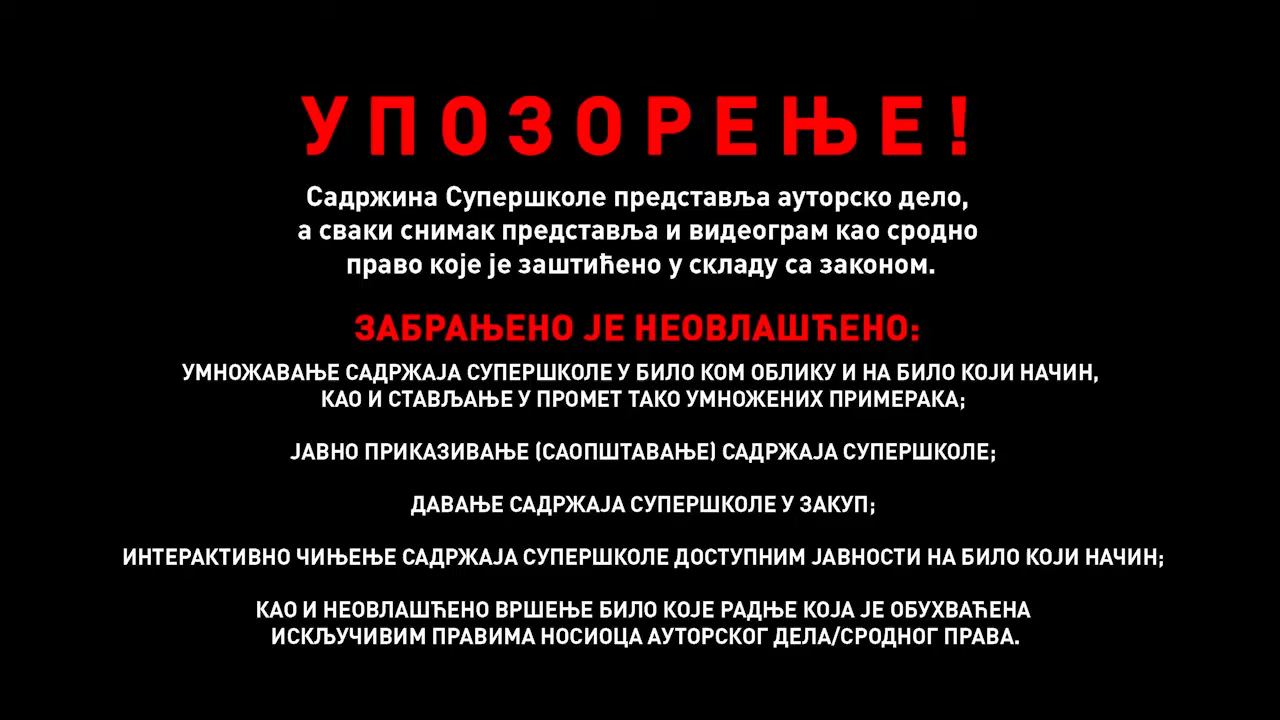 УПОЗОРЕЊЕ!
Садржина Супершколе представља ауторско дело,
а сваки снимак представља и видеограм као сродно
право које је заштићено у складу са законом.
ЗАБРАЊЕНО ЈЕ НЕОВЛАШЋЕНО:
УМНОЖАВАЊЕ САДРЖАЈА СУПЕРШКОЛЕ У БИЛО КОМ ОБЛИКУ И НА БИЛО КОЈИ НАЧИН,
КАО И СТАВЉАЊЕ У ПРОМЕТ ТАКО УМНОЖЕНИХ ПРИМЕРАКА;
ЈАВНО ПРИКАЗИВАЊЕ (САОПШТАВАЊЕ) САДРЖАЈА СУПЕРШКОЛЕ;
ДАВАЊЕ САДРЖАЈА СУПЕРШКОЛЕ У ЗАКУП;
ИНТЕРАКТИВНО ЧИЊЕЊЕ САДРЖАЈА СУПЕРШКОЛЕ ДОСТУПНИМ ЈАВНОСТИ НА БИЛО КОЈИ НАЧИН;
КАО И НЕОВЛАШЋЕНО ВРШЕЊЕ БИЛО КОЈЕ РАДЊЕ КОЈА ЈЕ ОБУХВАЋЕНА
ИСКЉУЧИВИМ ПРАВИМА НОСИОЦА АУТОРСКОГ ДЕЛА/СРОДНОГ ПРАВА.